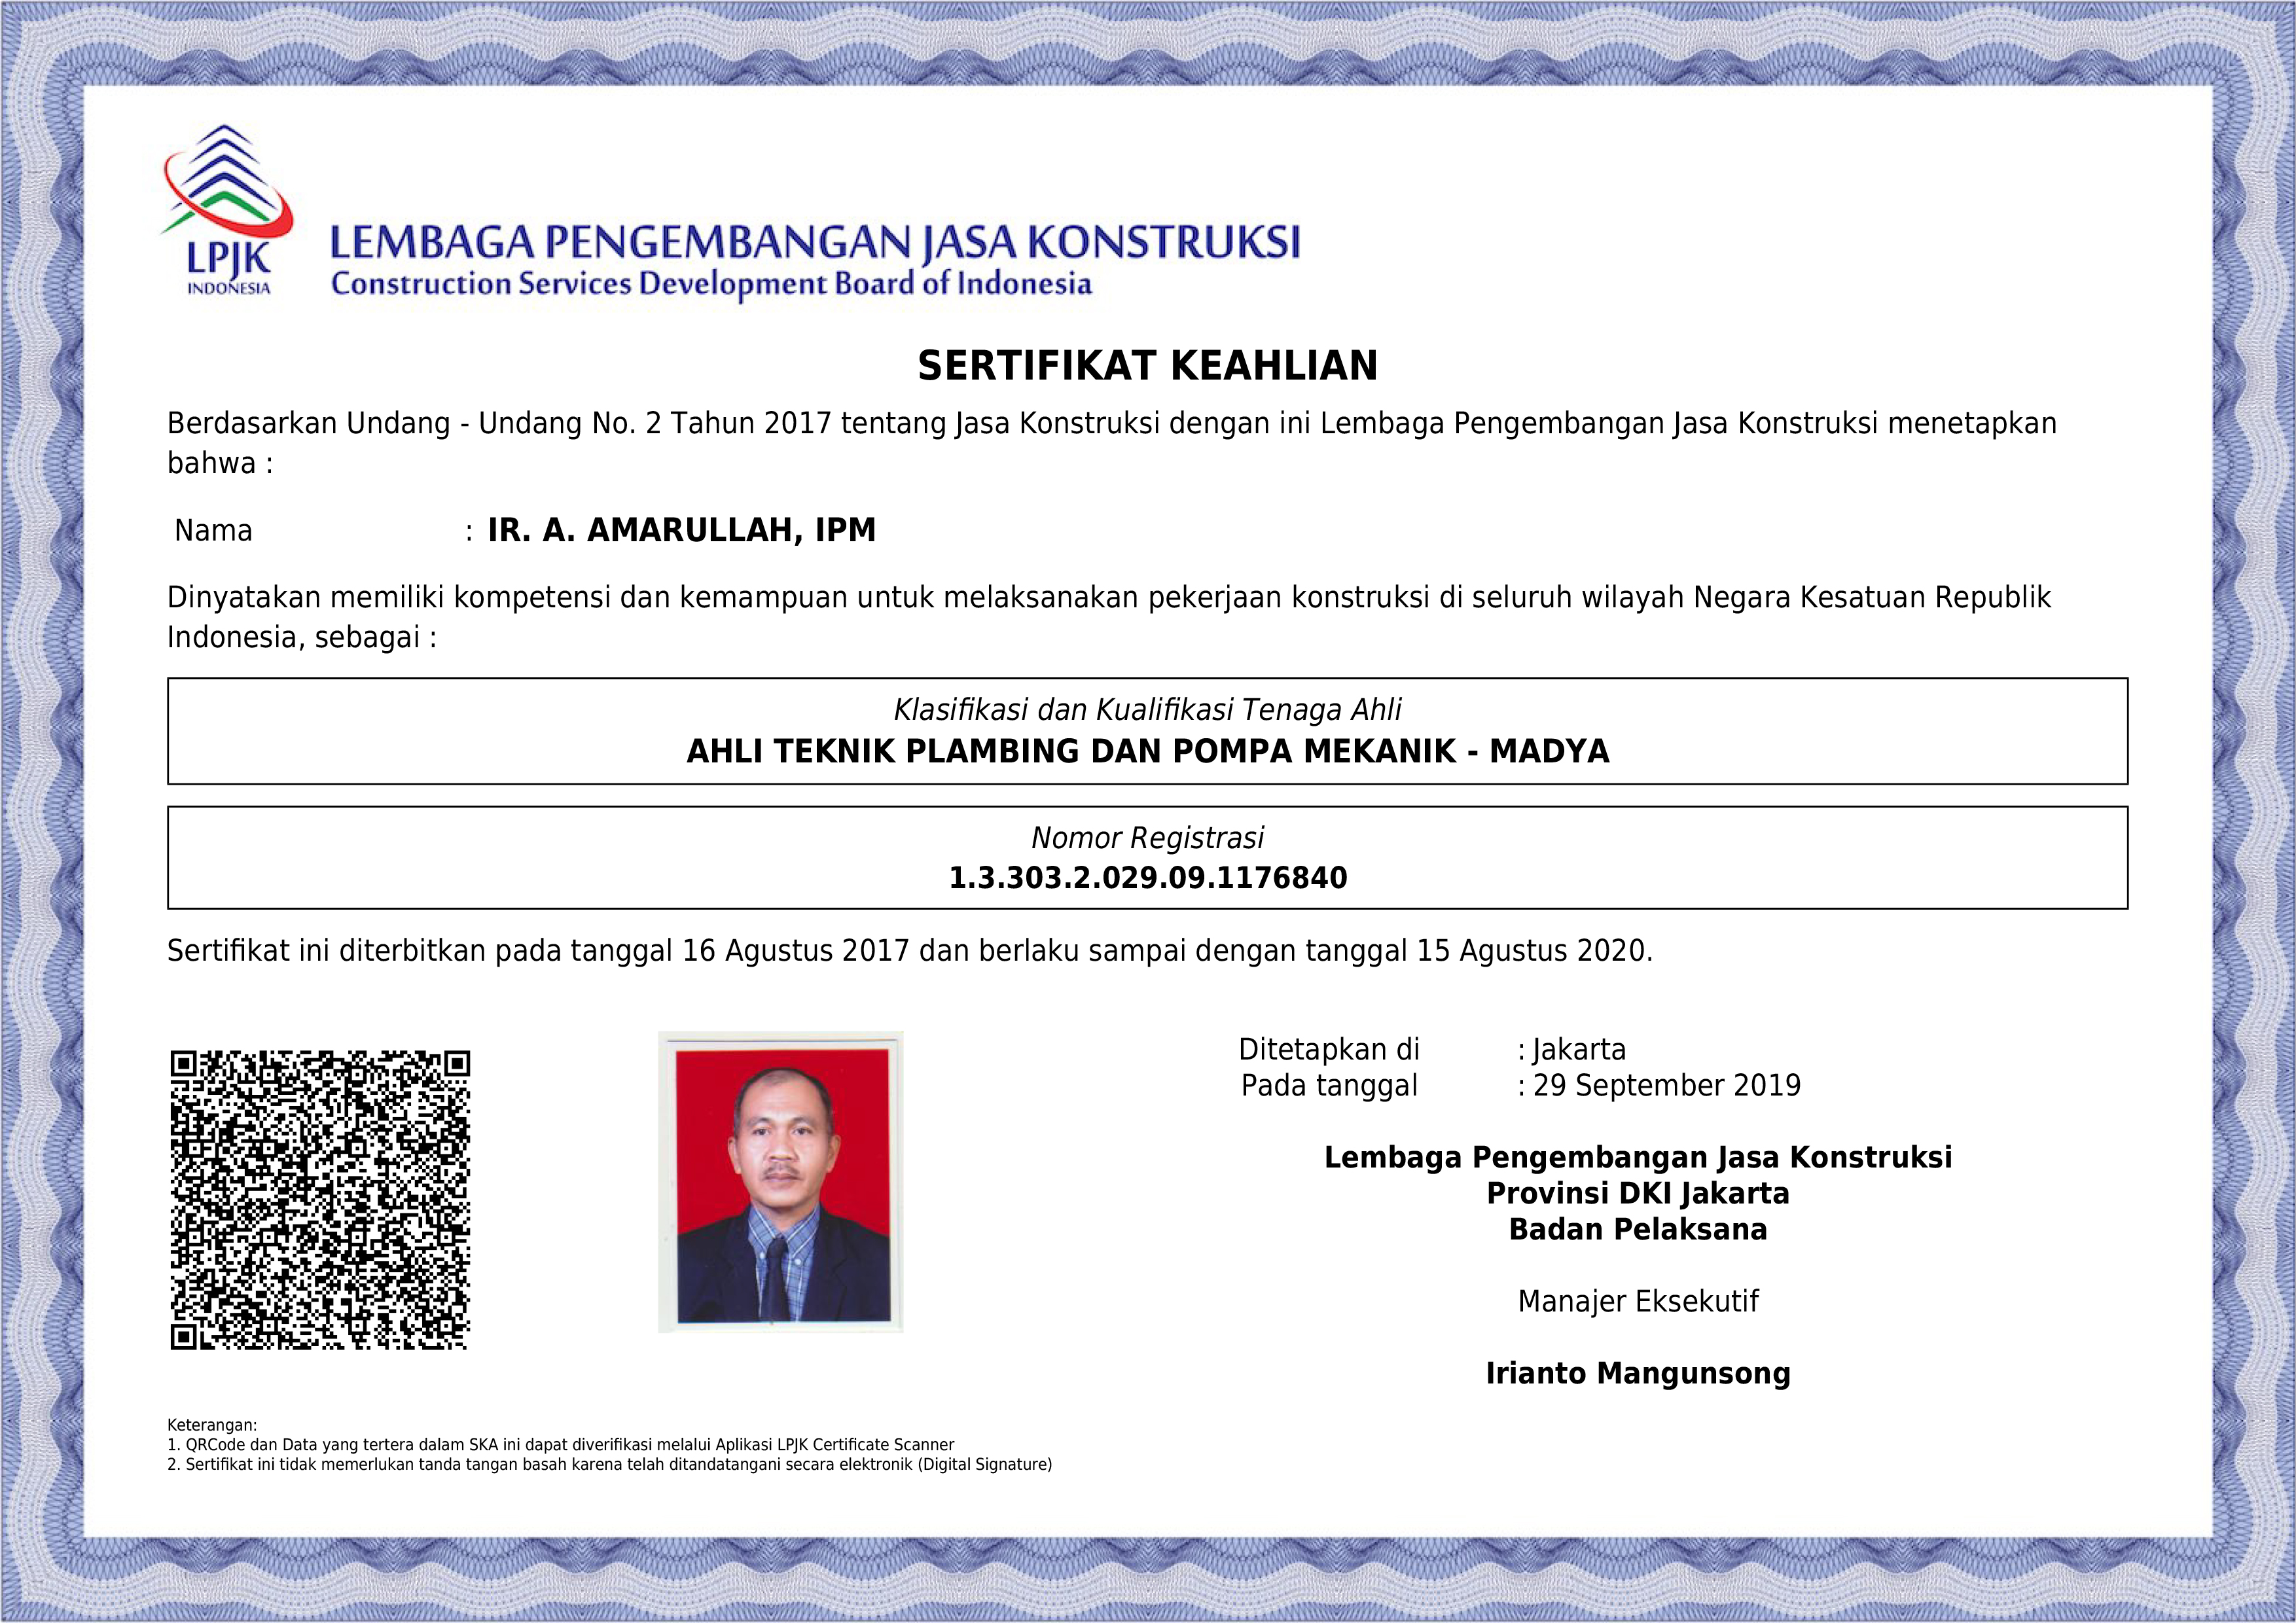 LPJK
INDONESIA
LEMBAGA PENGEMBANGAN JASA KONSTRUKSI
Construction Services Development Board of Indonesia
SERTIFIKAT KEAHLIAN
Berdasarkan Undang - Undang No. 2 Tahun 2017 tentang Jasa Konstruksi dengan ini Lembaga Pengembangan Jasa Konstruksi menetapkan
bahwa :
Nama : IR. A. AMARULLAH, IPM
Dinyatakan memiliki kompetensi dan kemampuan untuk melaksanakan pekerjaan konstruksi di seluruh wilayah Negara Kesatuan Republik
Indonesia, sebagai :
Klasifikasi dan Kualifikasi Tenaga Ahli
AHLI TEKNIK PLAMBING DAN POMPA MEKANIK - MADYA
Nomor Registrasi
1.3.303.2.029.09.1176840
Sertifikat ini diterbitkan pada tanggal 16 Agustus 2017 dan berlaku sampai dengan tanggal 15 Agustus 2020.
Ditetapkan di : Jakarta
Pada tanggal : 29 September 2019
Lembaga Pengembangan Jasa Konstruksi
Provinsi DKI Jakarta
Badan Pelaksana
Manajer Eksekutif
Irianto Mangunsong
Keterangan:
1. QRCode dan Data yang tertera dalam SKA ini dapat diverifikasi melalui Aplikasi LPJK Certificate Scanner
2. Sertifikat ini tidak memerlukan tanda tangan basah karena telah ditandatangani secara elektronik (Digital Signature)